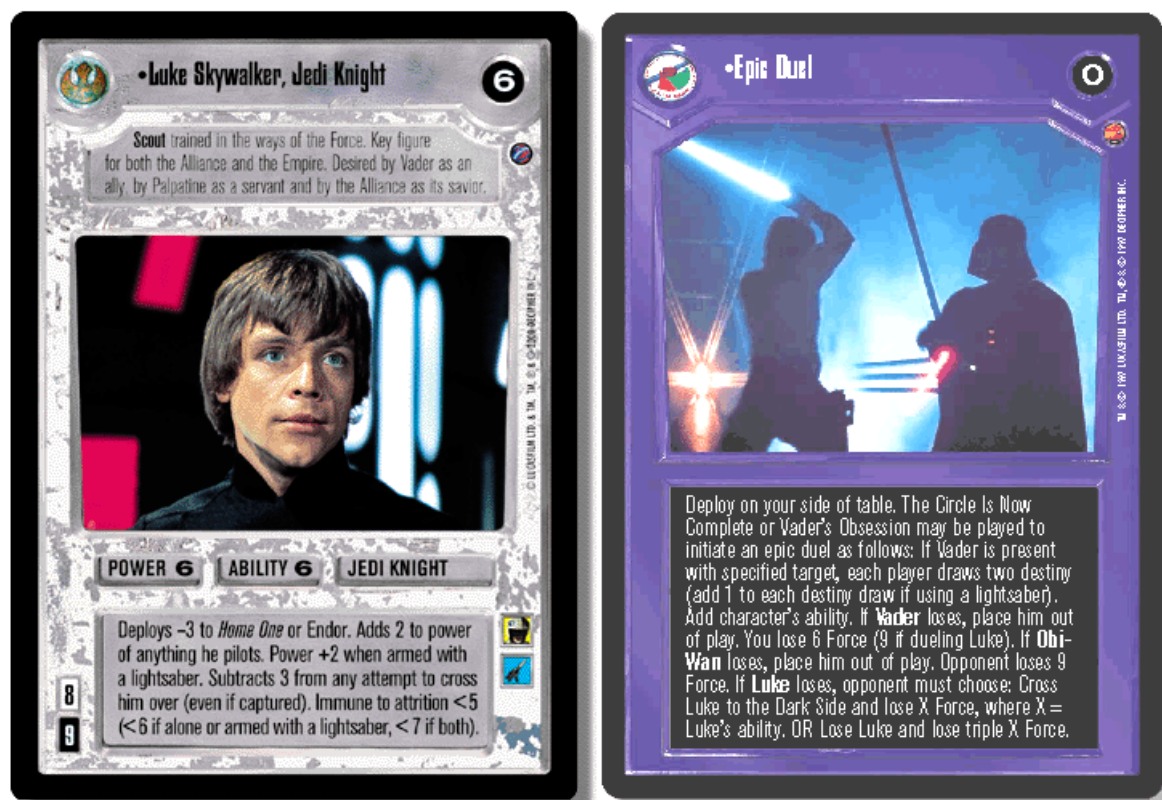 •Luke Skywalker, Jedi Knight
6
Scout trained in the ways of the Force. Key figure
for both the Alliance and the Empire. Desired by Vader as an
ally, by Palpatine as a servant and by the Alliance as its savior.
POWER 6
ABILITY 6
JEDI KNIGHT
Deploys –3 to Home One or Endor. Adds 2 to power
of anything he pilots. Power +2 when armed with
a lightsaber. Subtracts 3 from any attempt to cross
him over (even if captured). Immune to attrition <5
(<6 if alone or armed with a lightsaber, <7 if both).
8
9
•Epic Duel
0
TM & © 1997 LUCASFILM LTD. TM, ® & © 1997 DECIPHER INC.
Deploy on your side of table. The Circle Is Now
Complete or Vader's Obsession may be played to
initiate an epic duel as follows: If Vader is present
with specified target, each player draws two destiny
(add 1 to each destiny draw if using a lightsaber).
Add character's ability. If Vader loses, place him out
of play. You lose 6 Force (9 if dueling Luke). If Obi-
Wan loses, place him out of play. Opponent loses 9
Force. If Luke loses, opponent must choose: Cross
Luke to the Dark Side and lose X Force, where X =
Luke's ability. OR Lose Luke and lose triple X Force.